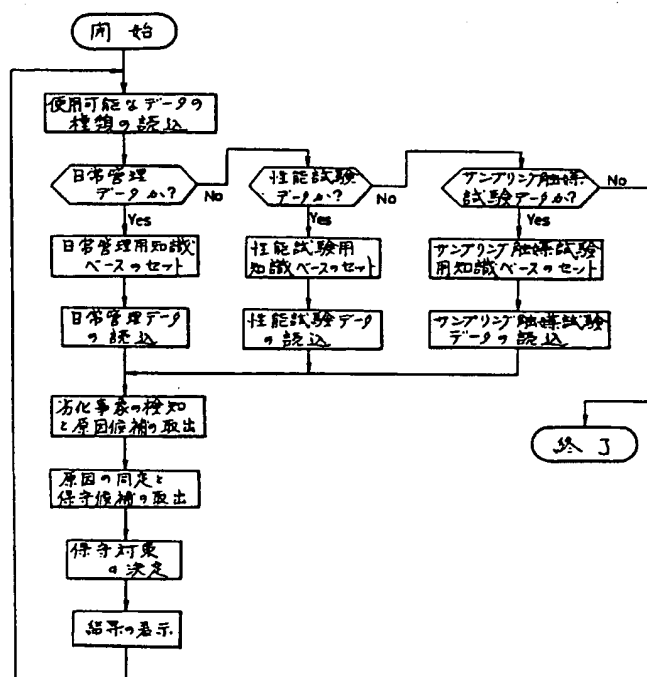 開始
使用可能なデータの
種類の読込
日常管理
データか?
No
Yes
性能試験
データか?
No
Yes
サンプリング触媒
試験データか?
No
Yes
日常管理用知識
ベースのセット
性能試験用
知識ベースのセット
サンプリング触媒試験
用知識ベースのセット
日常管理データ
の読込
性能試験データ
の読込
サンプリング触媒試験
データの読込
劣化事象の検知
と原因候補の取出
終了
原因の同定と
保守候補の取出
保守対策
の決定
結果の表示